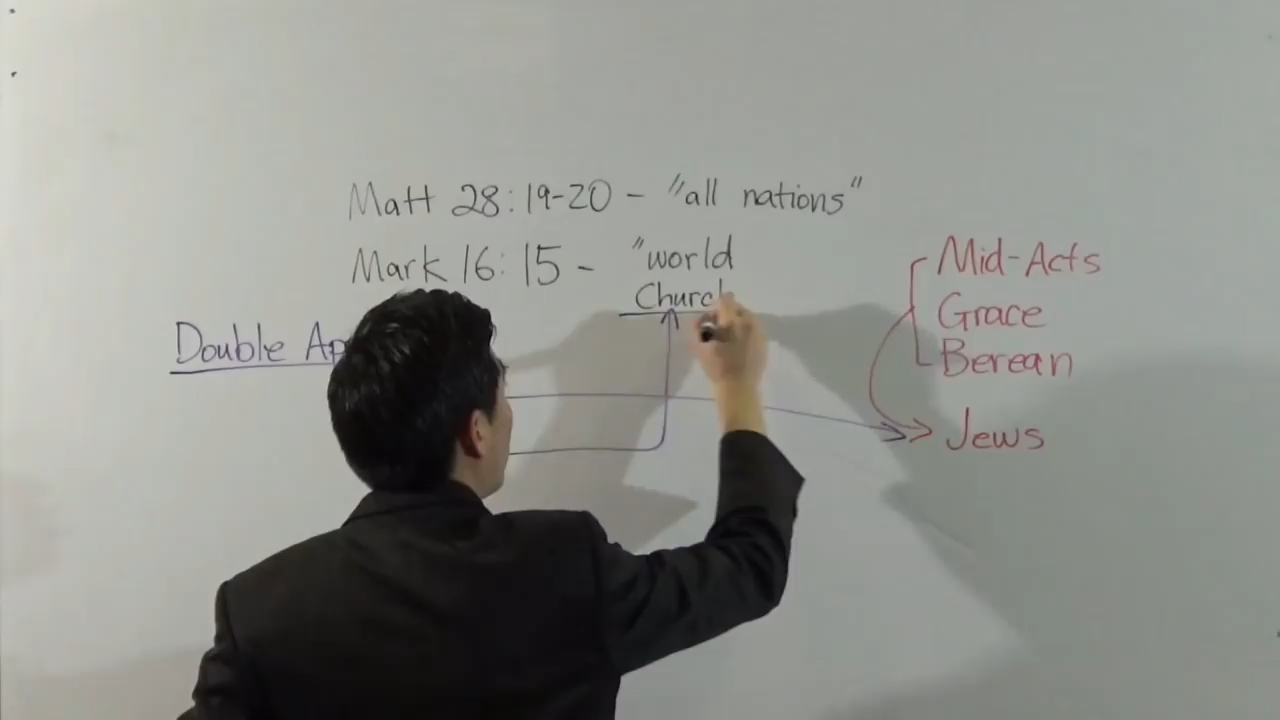 Matt 28:19-20 - "all nations"
Mark 16:15 - "world
Church
Double
Mid-Acts
Grace
Berean
Jews